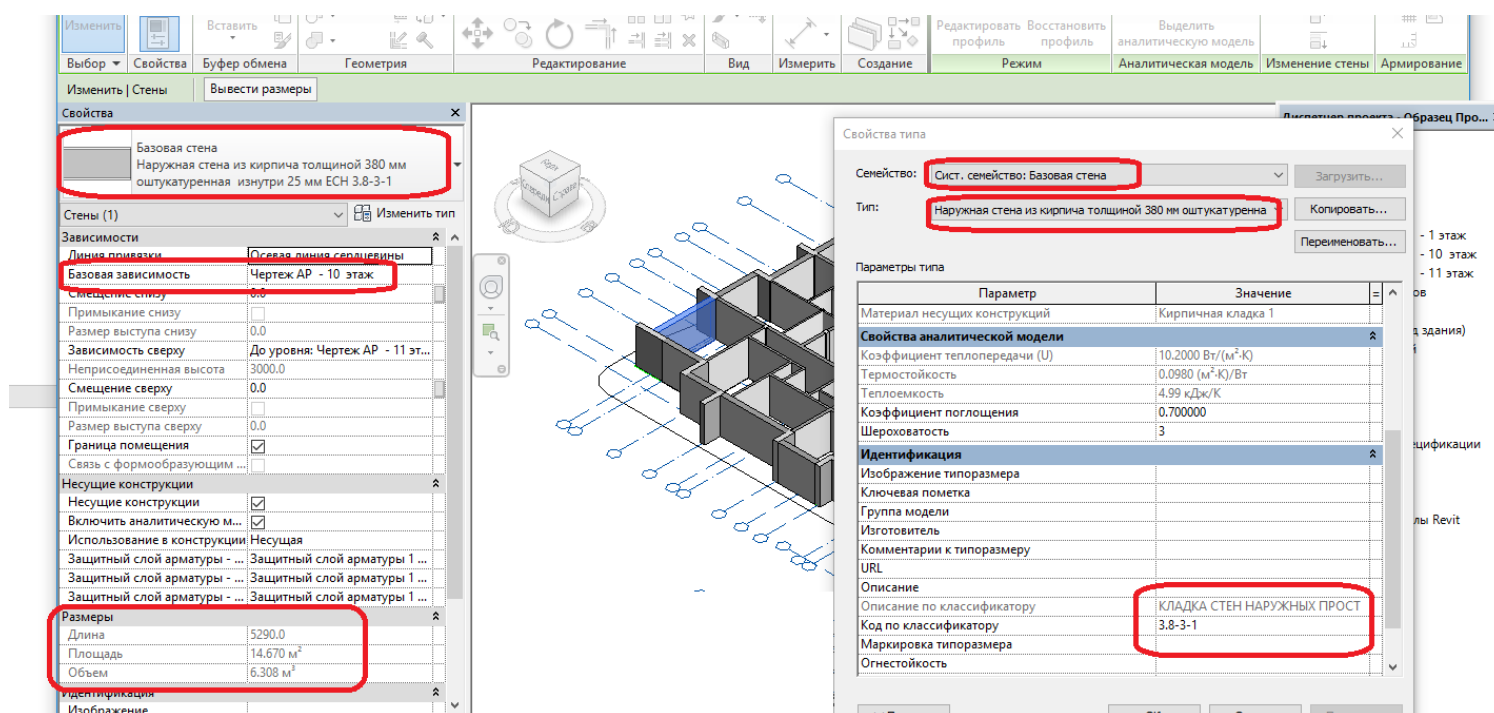 Изменить
Вставить
Редактировать Восстановить
профиль профиль
Выделить
аналитическую модель
Выбор Свойства Буфер обмена Геометрия Редактирование Вид Измерить Создание Режим Аналитическая модель Изменение стены Армирование
Изменить | Стены Вывести размеры
Свойства
Базовая стена
Наружная стена из кирпича толщиной 380 мм
оштукатуренная изнутри 25 мм ЕСН 3.8-3-1
Стены (1) Изменить тип
Зависимости
Линия привязки Осевая линия сердцевины
Базовая зависимость Чертеж АР - 10 этаж
Смещение снизу 0.0
Примыкание снизу
Размер выступа снизу 0.0
Зависимость сверху До уровня: Чертеж АР - 11 эт...
Неприсоединенная высота 3000.0
Смещение сверху 0.0
Примыкание сверху
Размер выступа сверху 0.0
Граница помещения
Связь с формообразующим ...
Несущие конструкции
Несущие конструкции
Включить аналитическую м...
Использование в конструкции Несущая
Защитный слой арматуры - ... Защитный слой арматуры 1 ...
Защитный слой арматуры - ... Защитный слой арматуры 1 ...
Защитный слой арматуры - ... Защитный слой арматуры 1 ...
Размеры
Длина 5290.0
Площадь 14.670 м²
Объем 6.308 м³
Идентификация
Изображение
Диспетчер проекта - Образец Про...
Свойства типа
Семейство: Сист. семейство: Базовая стена Загрузить...
Тип: Наружная стена из кирпича толщиной 380 мм оштукатуренна Копировать...
Переименовать...
Параметры типа
Параметр Значение =
Материал несущих конструкций Кирпичная кладка 1
Свойства аналитической модели
Коэффициент теплопередачи (U) 10.2000 Вт/(м²·К)
Термостойкость 0.0980 (м²·К)/Вт
Теплоемкость 4.99 кДж/К
Коэффициент поглощения 0.700000
Шероховатость 3
Идентификация
Изображение типоразмера
Ключевая пометка
Группа модели
Изготовитель
Комментарии к типоразмеру
URL
Описание
Описание по классификатору КЛАДКА СТЕН НАРУЖНЫХ ПРОСТ
Код по классификатору 3.8-3-1
Маркировка типоразмера
Огнестойкость
- 1 этаж
- 10 этаж
- 11 этаж
ов
д здания)
ецификации
лы Revit